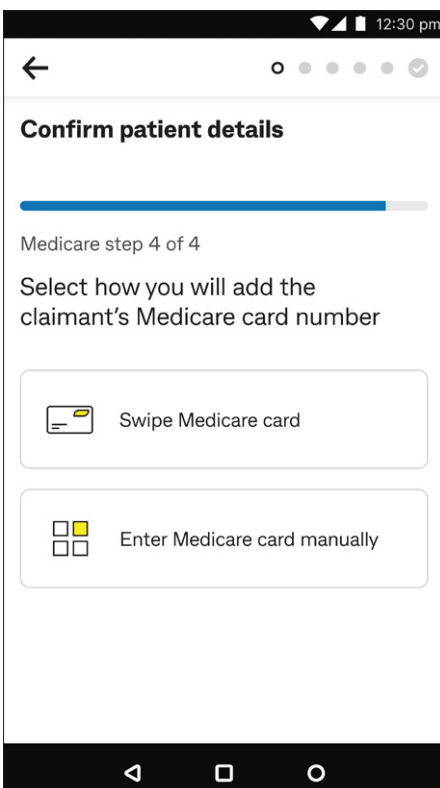 12:30 pm
Confirm patient details
Medicare step 4 of 4
Select how you will add the
claimant's Medicare card number
Swipe Medicare card
Enter Medicare card manually